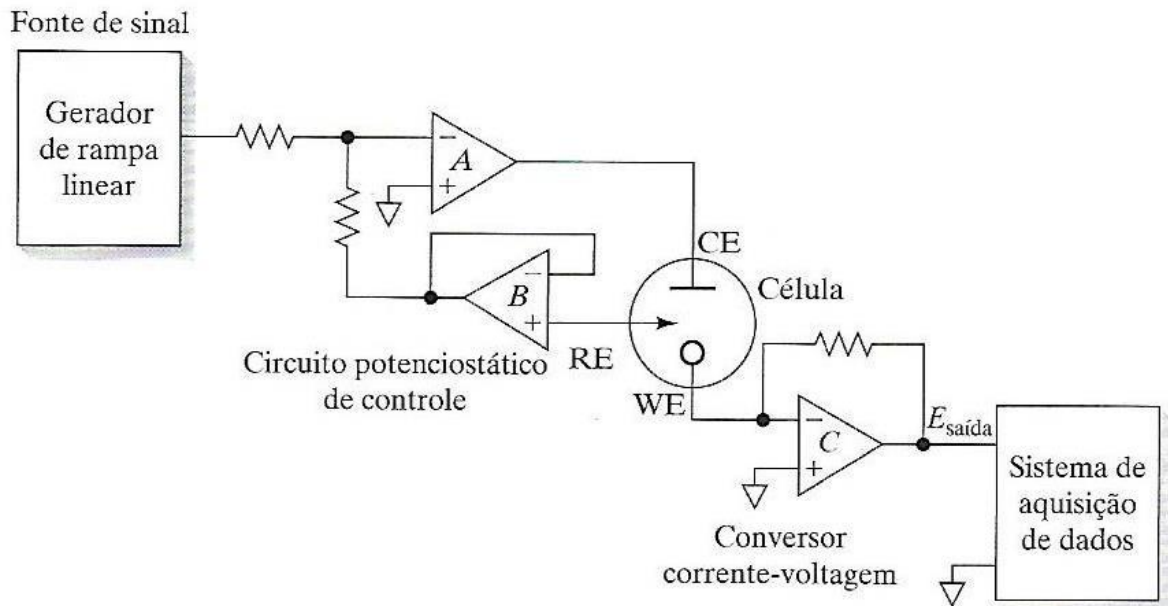 Fonte de sinal
Gerador
de rampa
linear
−
A
+
CE
Célula
−
B
+
RE
Circuito potenciostático
de controle
WE
−
C
+
E saída
Conversor
corrente-voltagem
Sistema de
aquisição
de dados